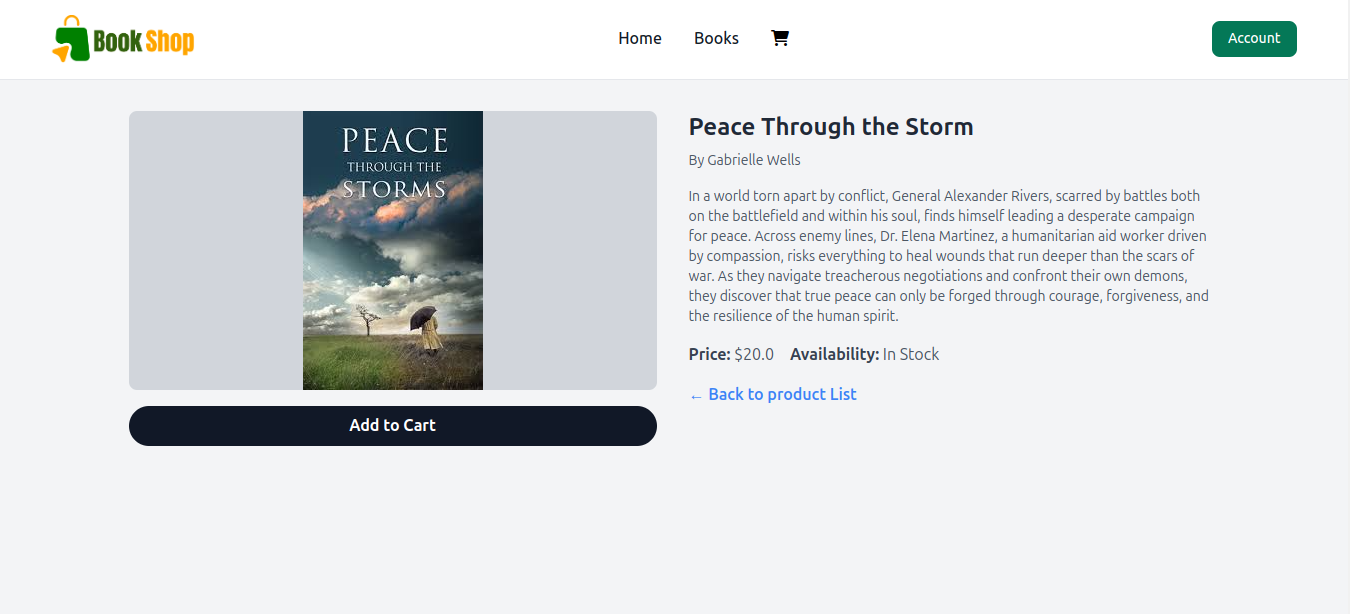 Book Shop
Home
Books
Account
PEACE
THROUGH THE
STORMS
Add to Cart
Peace Through the Storm
By Gabrielle Wells
In a world torn apart by conflict, General Alexander Rivers, scarred by battles both
on the battlefield and within his soul, finds himself leading a desperate campaign
for peace. Across enemy lines, Dr. Elena Martinez, a humanitarian aid worker driven
by compassion, risks everything to heal wounds that run deeper than the scars of
war. As they navigate treacherous negotiations and confront their own demons,
they discover that true peace can only be forged through courage, forgiveness, and
the resilience of the human spirit.
Price: $20.0 Availability: In Stock
← Back to product List